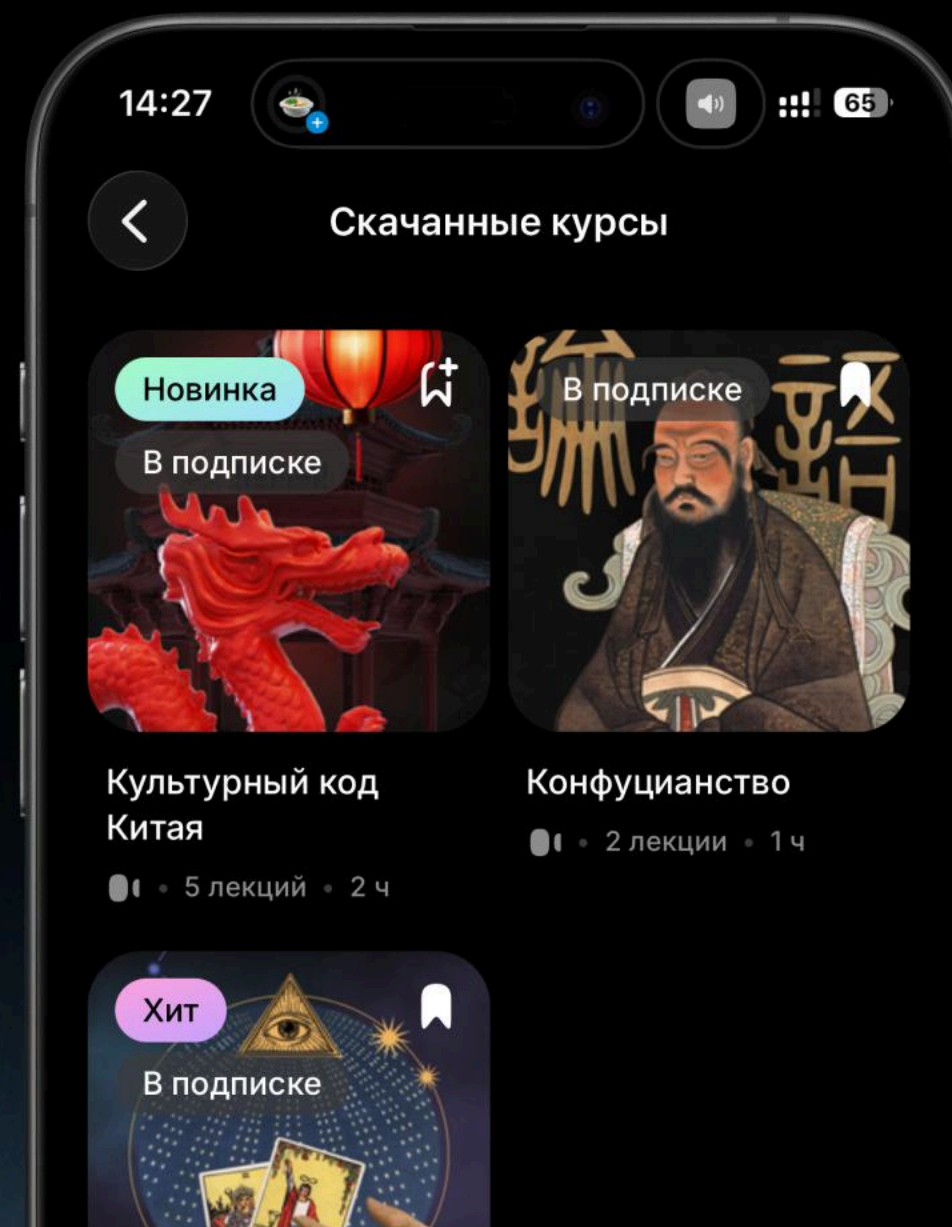 14:27
65
Скачанные курсы
Новинка
В подписке
В подписке
Культурный код
Китая
5 лекций • 2 ч
Конфуцианство
2 лекции • 1 ч
Хит
В подписке